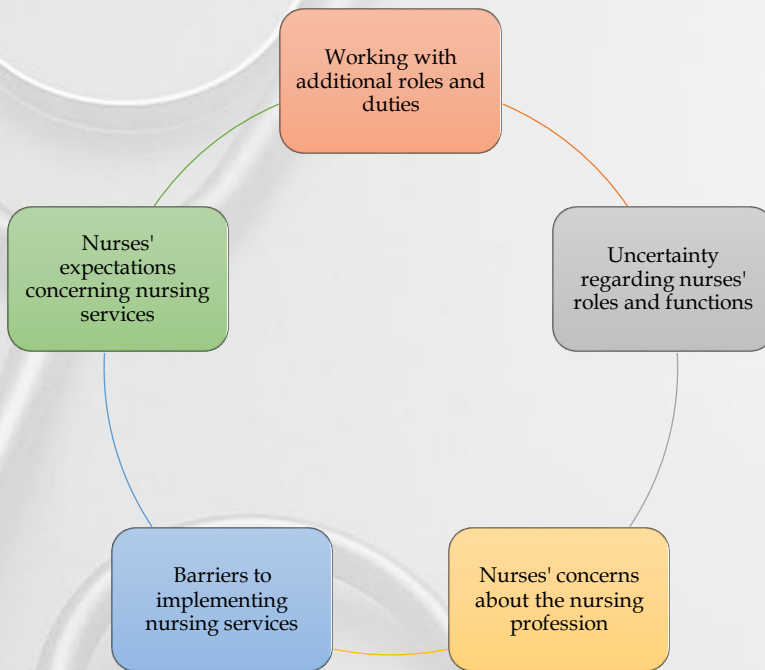 Working with
additional roles and
duties
Uncertainty
regarding nurses'
roles and functions
Nurses' concerns
about the nursing
profession
Barriers to
implementing
nursing services
Nurses'
expectations
concerning nursing
services